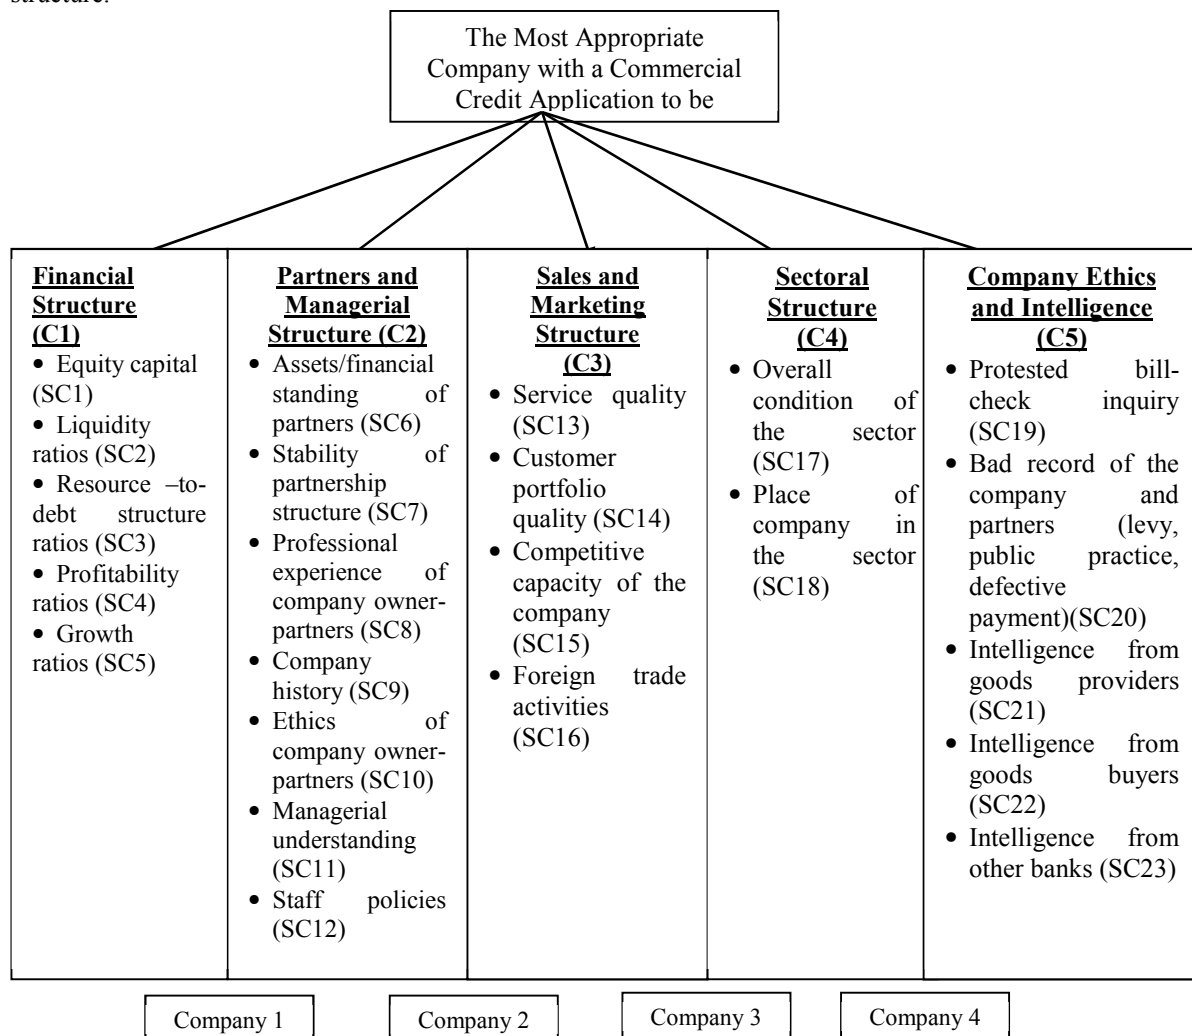 structure.
The Most Appropriate
Company with a Commercial
Credit Application to be
Financial
Structure
(C1)
• Equity capital
(SC1)
• Liquidity
ratios (SC2)
• Resource –to-
debt structure
ratios (SC3)
• Profitability
ratios (SC4)
• Growth
ratios (SC5)
Partners and
Managerial
Structure (C2)
• Assets/financial
standing of
partners (SC6)
• Stability of
partnership
structure (SC7)
• Professional
experience of
company owner-
partners (SC8)
• Company
history (SC9)
• Ethics of
company owner-
partners (SC10)
• Managerial
understanding
(SC11)
• Staff policies
(SC12)
Sales and
Marketing
Structure
(C3)
• Service quality
(SC13)
• Customer
portfolio
quality (SC14)
• Competitive
capacity of the
company
(SC15)
• Foreign trade
activities
(SC16)
Sectoral
Structure
(C4)
• Overall
condition of
the sector
(SC17)
• Place of
company in
the sector
(SC18)
Company Ethics
and Intelligence
(C5)
• Protested bill-
check inquiry
(SC19)
• Bad record of the
company and
partners (levy,
public practice,
defective
payment)(SC20)
• Intelligence from
goods providers
(SC21)
• Intelligence from
goods buyers
(SC22)
• Intelligence from
other banks (SC23)
Company 1
Company 2
Company 3
Company 4